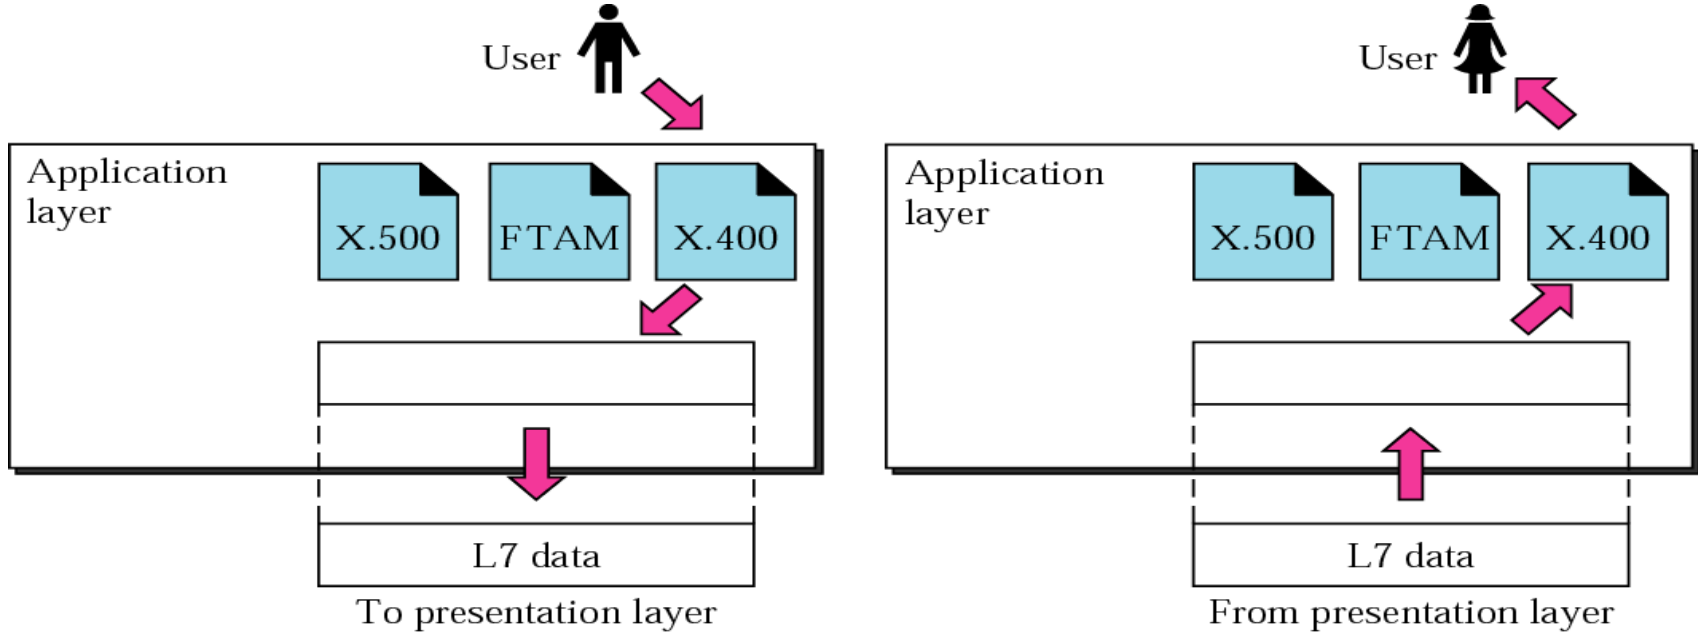 User
Application
layer
X.500
FTAM
X.400
L7 data
To presentation layer
User
Application
layer
X.500
FTAM
X.400
L7 data
From presentation layer